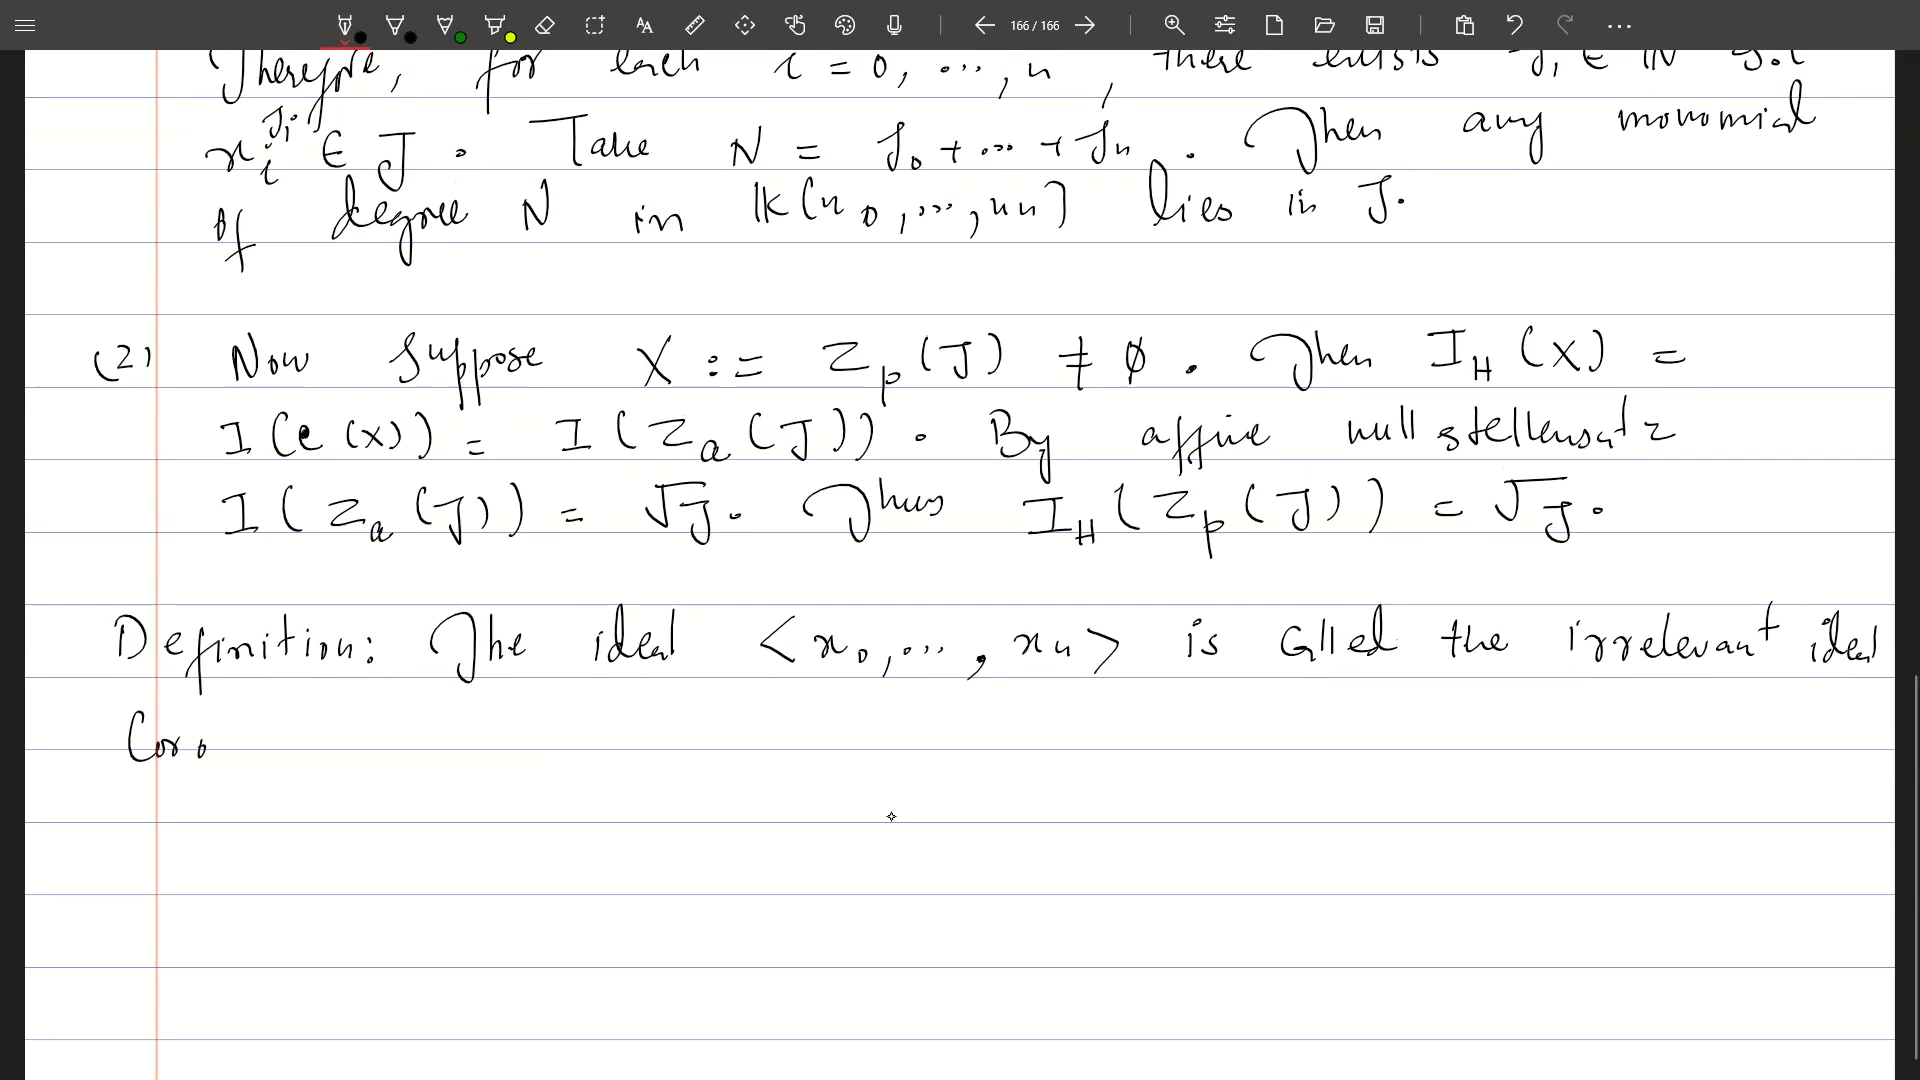 166 / 166
Therefore, for each i = 0, ..., n, there exists j_i ∈ ℕ s.t
x_i^{j_i} ∈ J. Take N = j_0 + ... + j_n. Then any monomial
of degree N in 𝕜[x_0, ..., x_n] lies in J.
(2) Now suppose X := Z_p(J) ≠ ∅. Then I_H(X) =
I(C(X)) = I(Z_a(J)). By affine nullstellensatz
I(Z_a(J)) = √J. Thus I_H(Z_p(J)) = √J.
Definition: The ideal <x_0, ..., x_n> is called the irrelevant ideal
Cor.